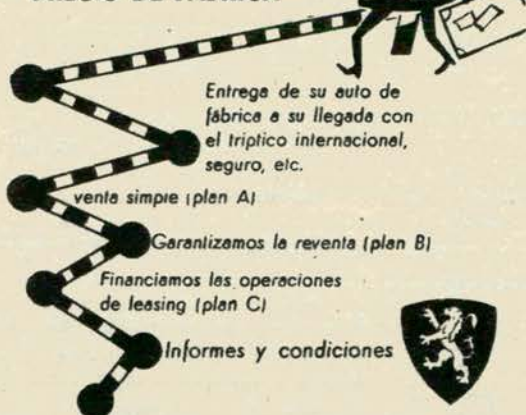 Entrega de su auto de
fábrica a su llegada con
el triptico internacional,
seguro, etc.
venta simple (plan A)
Garantizamos la reventa (plan B)
Financiamos las operaciones
de leasing (plan C)
Informes y condiciones